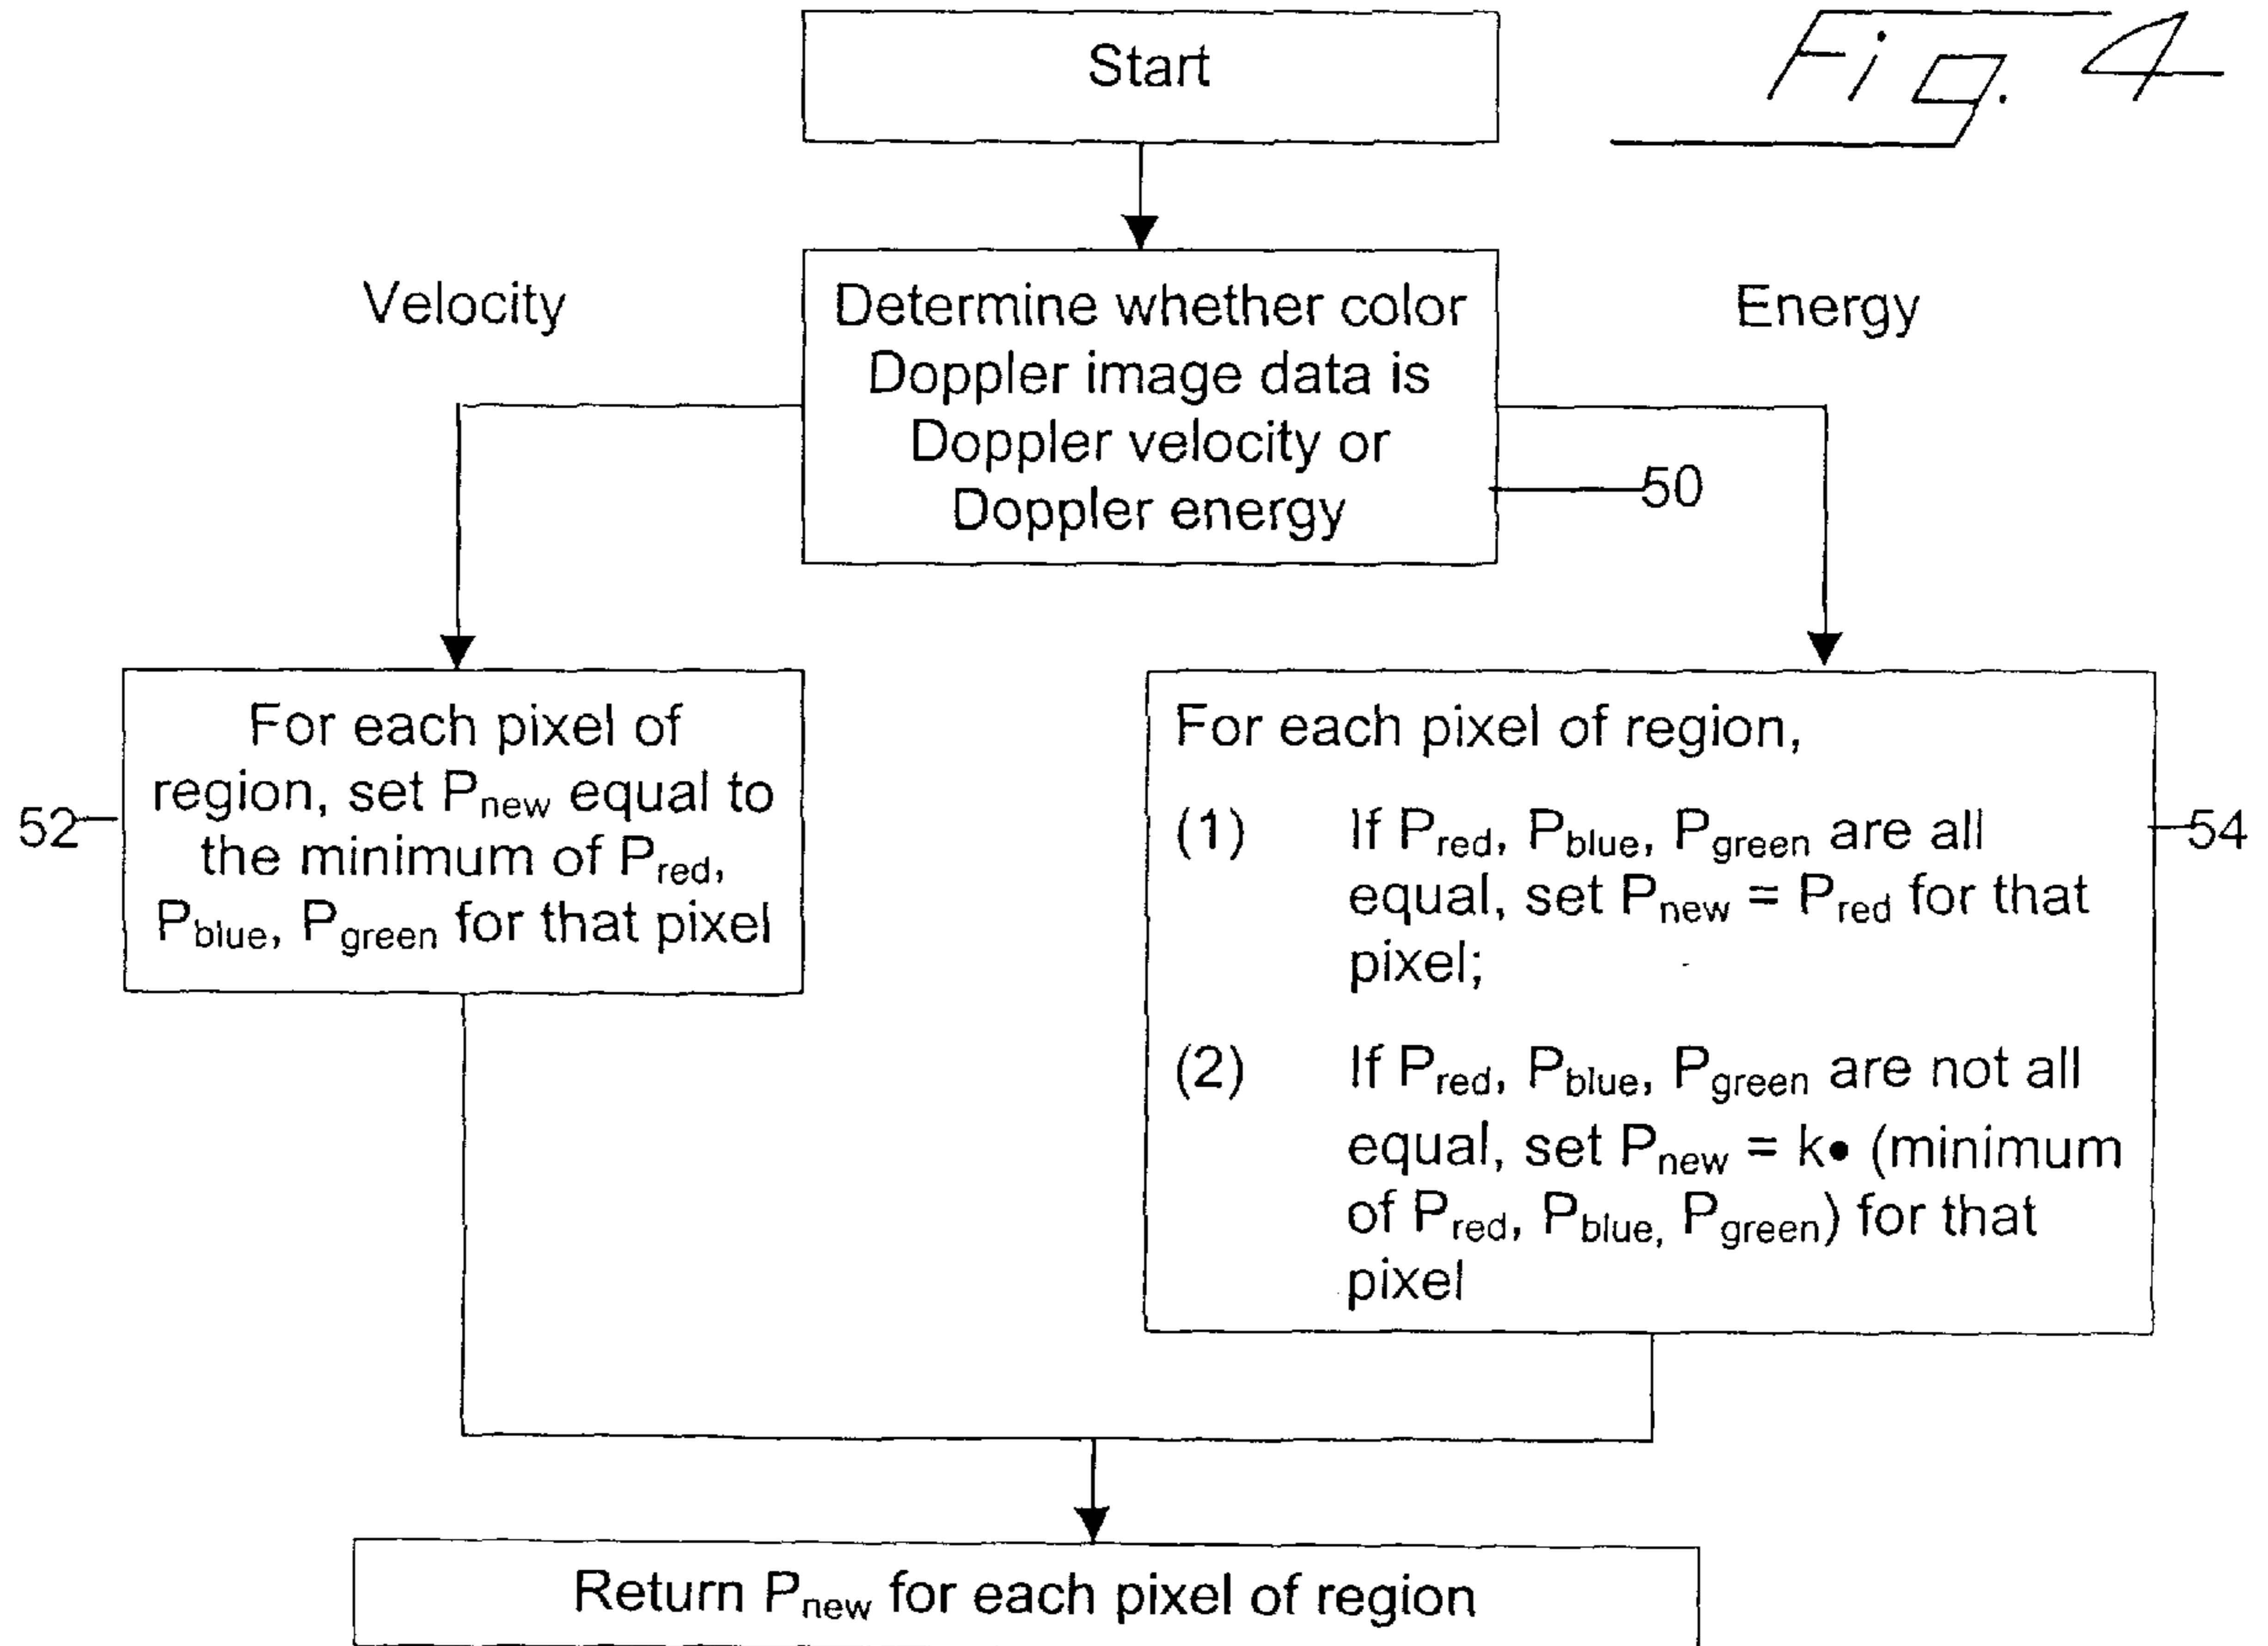 Start
Fig. 4
Velocity
Determine whether color
Doppler image data is
Doppler velocity or
Doppler energy
Energy
50
For each pixel of
region, set Pnew equal to
the minimum of Pred,
Pblue, Pgreen for that pixel
52
For each pixel of region,
(1) If Pred, Pblue, Pgreen are all
equal, set Pnew = Pred for that
pixel;
(2) If Pred, Pblue, Pgreen are not all
equal, set Pnew = k• (minimum
of Pred, Pblue, Pgreen) for that
pixel
54
Return Pnew for each pixel of region